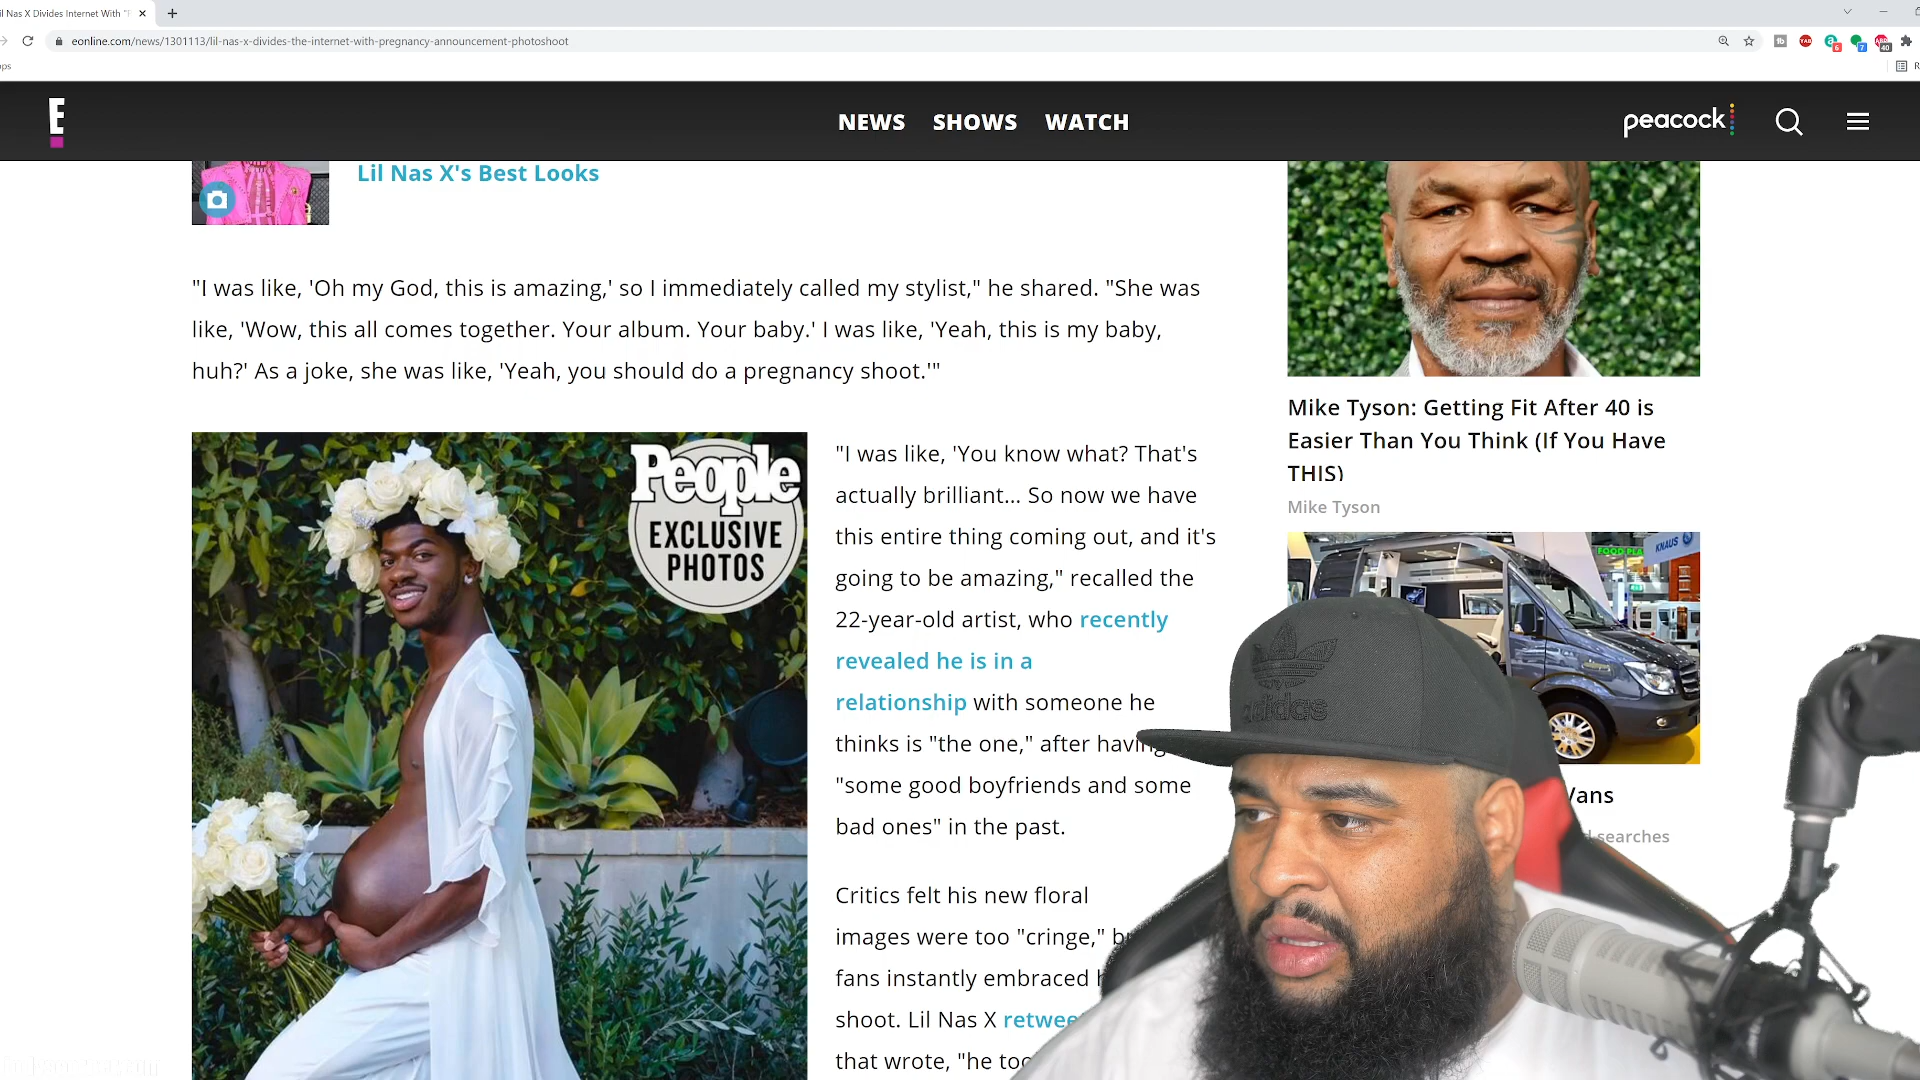 il Nas X Divides Internet With "
eonline.com/news/1301113/lil-nas-x-divides-the-internet-with-pregnancy-announcement-photoshoot
E
NEWS SHOWS WATCH
peacock
Lil Nas X's Best Looks
"I was like, 'Oh my God, this is amazing,' so I immediately called my stylist," he shared. "She was
like, 'Wow, this all comes together. Your album. Your baby.' I was like, 'Yeah, this is my baby,
huh?' As a joke, she was like, 'Yeah, you should do a pregnancy shoot.'"
People
EXCLUSIVE
PHOTOS
"I was like, 'You know what? That's
actually brilliant... So now we have
this entire thing coming out, and it's
going to be amazing," recalled the
22-year-old artist, who recently
revealed he is in a
relationship with someone he
thinks is "the one," after having
"some good boyfriends and some
bad ones" in the past.
Critics felt his new floral
images were too "cringe,"
fans instantly embraced
shoot. Lil Nas X
that wrote, "he
Mike Tyson: Getting Fit After 40 is
Easier Than You Think (If You Have
THIS)
Mike Tyson
KNAUS
Vans
searches
adidas